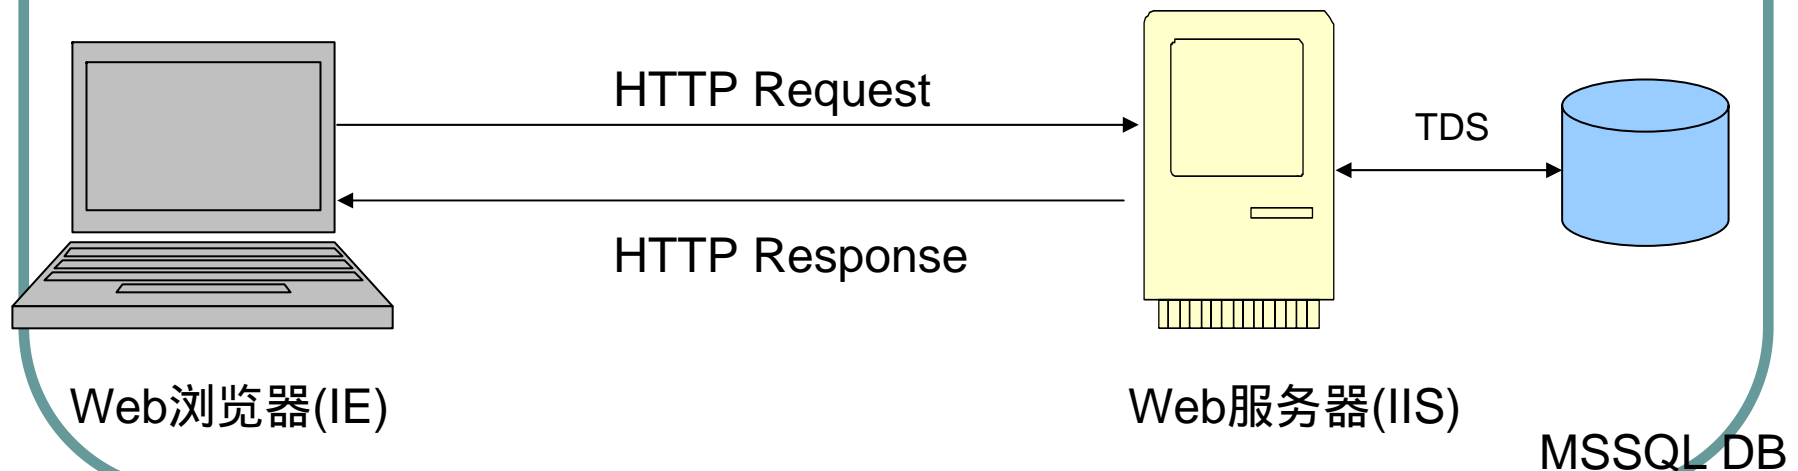 HTTP Request
TDS
HTTP Response
Web浏览器(IE)
Web服务器(IIS)
MSSQL DB